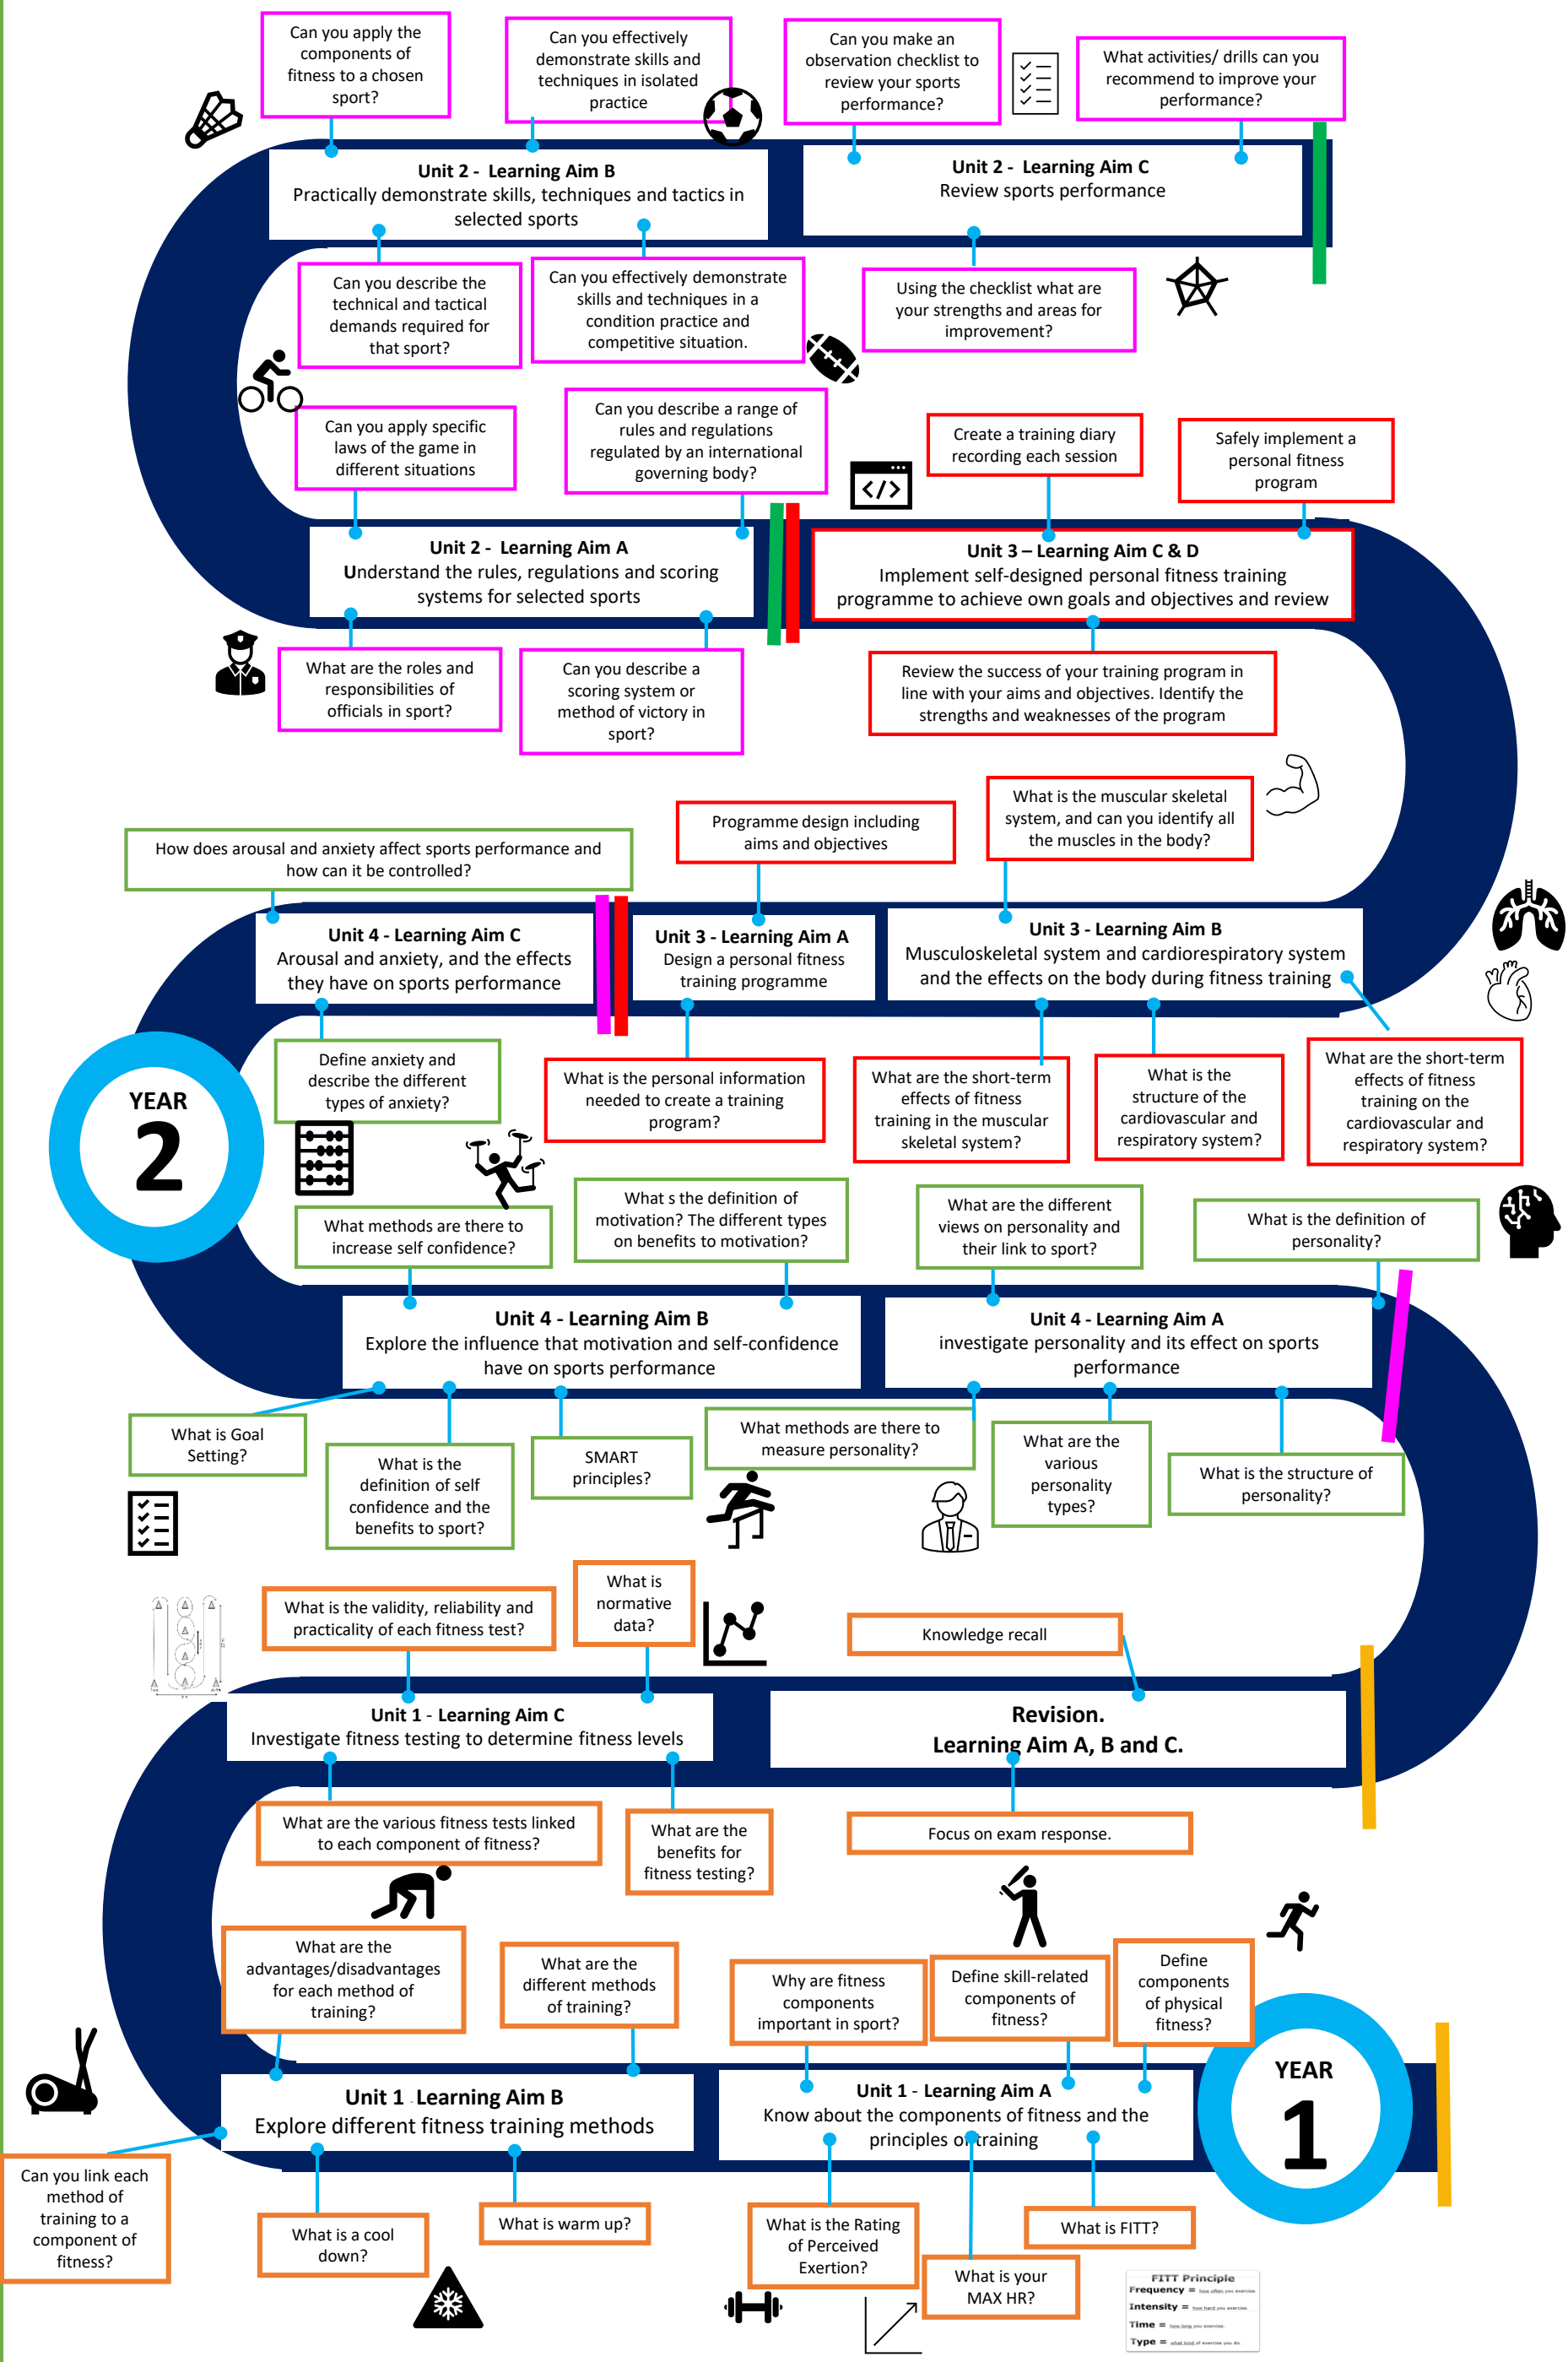 Can you apply the
components of
fitness to a chosen
sport?
Can you effectively
demonstrate skills and
techniques in isolated
practice
Can you make an
observation checklist to
review your sports
performance?
What activities/ drills can you
recommend to improve your
performance?
Unit 2 -  Learning Aim B
Practically demonstrate skills, techniques and tactics in
selected sports
Unit 2 -  Learning Aim C
Review sports performance
Can you describe the
technical and tactical
demands required for
that sport?
Can you effectively demonstrate
skills and techniques in a
condition practice and
competitive situation.
Using the checklist what are
your strengths and areas for
improvement?
Can you apply specific
laws of the game in
different situations
Can you describe a range of
rules and regulations
regulated by an international
governing body?
Create a training diary
recording each session
Safely implement a
personal fitness
program
Unit 2 -  Learning Aim A
Understand the rules, regulations and scoring
systems for selected sports
Unit 3 – Learning Aim C & D
Implement self-designed personal fitness training
programme to achieve own goals and objectives and review
What are the roles and
responsibilities of
officials in sport?
Can you describe a
scoring system or
method of victory in
sport?
Review the success of your training program in
line with your aims and objectives. Identify the
strengths and weaknesses of the program
How does arousal and anxiety affect sports performance and
how can it be controlled?
Programme design including
aims and objectives
What is the muscular skeletal
system, and can you identify all
the muscles in the body?
Unit 4 - Learning Aim C
Arousal and anxiety, and the effects
they have on sports performance
Unit 3 - Learning Aim A
Design a personal fitness
training programme
Unit 3 - Learning Aim B
Musculoskeletal system and cardiorespiratory system
and the effects on the body during fitness training
YEAR
2
Define anxiety and
describe the different
types of anxiety?
What is the personal information
needed to create a training
program?
What are the short-term
effects of fitness
training in the muscular
skeletal system?
What is the
structure of the
cardiovascular and
respiratory system?
What are the short-term
effects of fitness
training on the
cardiovascular and
respiratory system?
What methods are there to
increase self confidence?
What s the definition of
motivation? The different types
on benefits to motivation?
What are the different
views on personality and
their link to sport?
What is the definition of
personality?
Unit 4 - Learning Aim B
Explore the influence that motivation and self-confidence
have on sports performance
Unit 4 - Learning Aim A
investigate personality and its effect on sports
performance
What is Goal
Setting?
What is the
definition of self
confidence and the
benefits to sport?
SMART
principles?
What methods are there to
measure personality?
What are the
various
personality
types?
What is the structure of
personality?
What is the validity, reliability and
practicality of each fitness test?
What is
normative
data?
Knowledge recall
Unit 1 - Learning Aim C
Investigate fitness testing to determine fitness levels
Revision.
Learning Aim A, B and C.
What are the various fitness tests linked
to each component of fitness?
What are the
benefits for
fitness testing?
Focus on exam response.
What are the
advantages/disadvantages
for each method of
training?
What are the
different methods
of training?
Why are fitness
components
important in sport?
Define skill-related
components of
fitness?
Define
components
of physical
fitness?
Unit 1 - Learning Aim B
Explore different fitness training methods
Unit 1 - Learning Aim A
Know about the components of fitness and the
principles of training
YEAR
1
Can you link each
method of
training to a
component of
fitness?
What is a cool
down?
What is warm up?
What is the Rating
of Perceived
Exertion?
What is your
MAX HR?
What is FITT?
FITT Principle
Frequency = how often you exercise.
Intensity = how hard you exercise.
Time = how long you exercise.
Type = what kind of exercise you do.